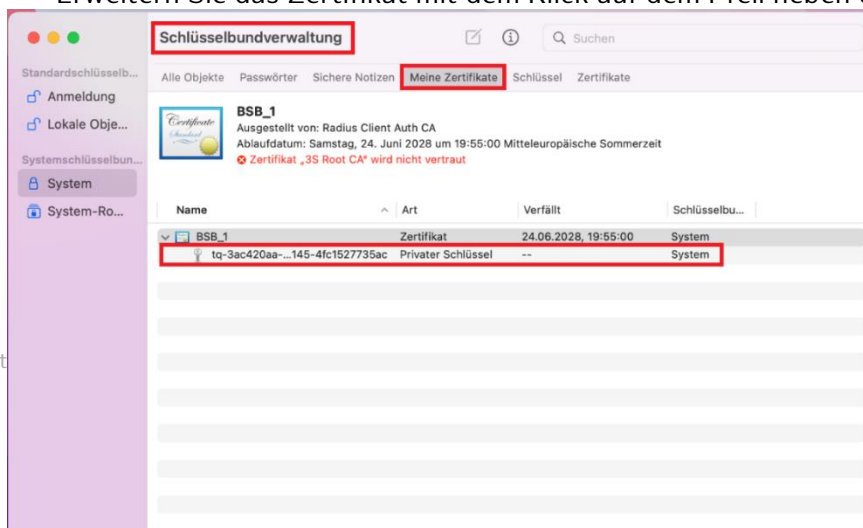 Erweitern Sie das Zertifikat mit dem Klick auf dem Pfeil neben
Schlüsselbundverwaltung
Suchen
Standardschlüsselb...
Anmeldung
Lokale Obje...
Systemschlüsselbun...
System
System-Ro...
Alle Objekte Passwörter Sichere Notizen Meine Zertifikate Schlüssel Zertifikate
Certificate
Standard
BSB_1
Ausgestellt von: Radius Client Auth CA
Ablaufdatum: Samstag, 24. Juni 2028 um 19:55:00 Mitteleuropäische Sommerzeit
Zertifikat „3S Root CA“ wird nicht vertraut
Name Art Verfällt Schlüsselbu...
BSB_1 Zertifikat 24.06.2028, 19:55:00 System
tq-3ac420aa-...145-4fc1527735ac Privater Schlüssel -- System
t